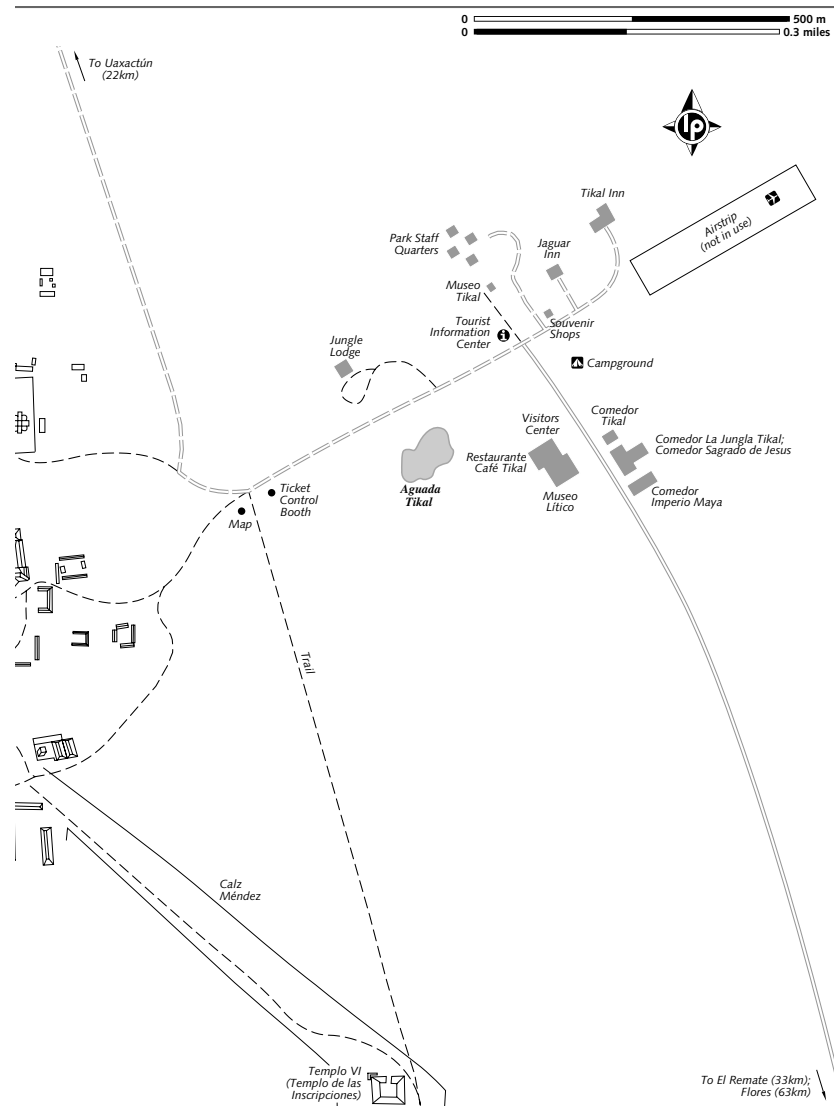 0 500 m
0 0.3 miles
To Uaxactún
(22km)
lp
Tikal Inn
Airstrip
(not in use)
Park Staff
Quarters
Jaguar
Inn
Museo
Tikal
Tourist
Information
Center
Souvenir
Shops
Jungle
Lodge
Campground
Visitors
Center
Comedor
Tikal
Comedor La Jungla Tikal;
Comedor Sagrado de Jesus
Restaurante
Café Tikal
Aguada
Tikal
Museo
Lítico
Comedor
Imperio Maya
Ticket
Control
Booth
Map
Trail
Calz
Méndez
Templo VI
(Templo de las
Inscripciones)
To El Remate (33km);
Flores (63km)